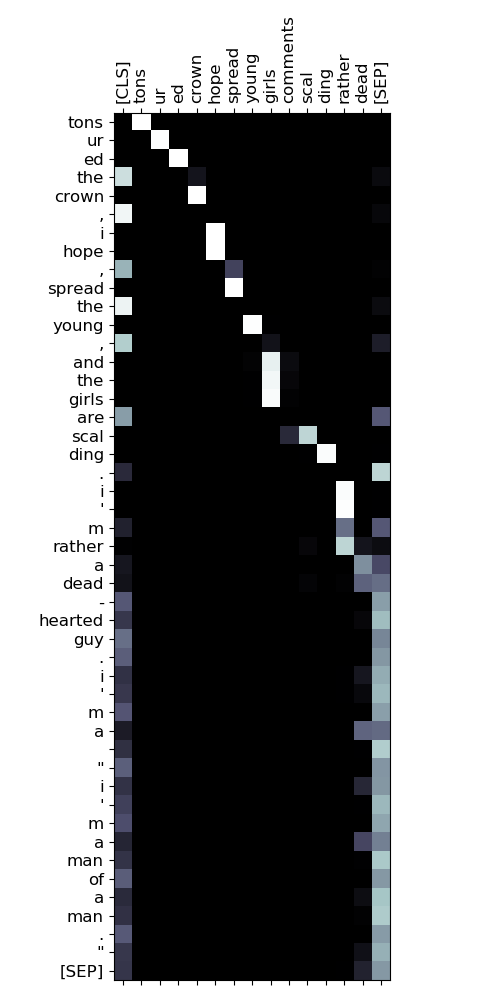 [CLS]
tons
ur
ed
crown
hope
spread
young
girls
comments
scal
ding
rather
dead
[SEP]
tons
ur
ed
the
crown
,
i
hope
,
spread
the
young
,
and
the
girls
are
scal
ding
.
i
'
m
rather
a
dead
-
hearted
guy
.
i
'
m
a
"
i
'
m
a
man
of
a
man
.
"
[SEP]